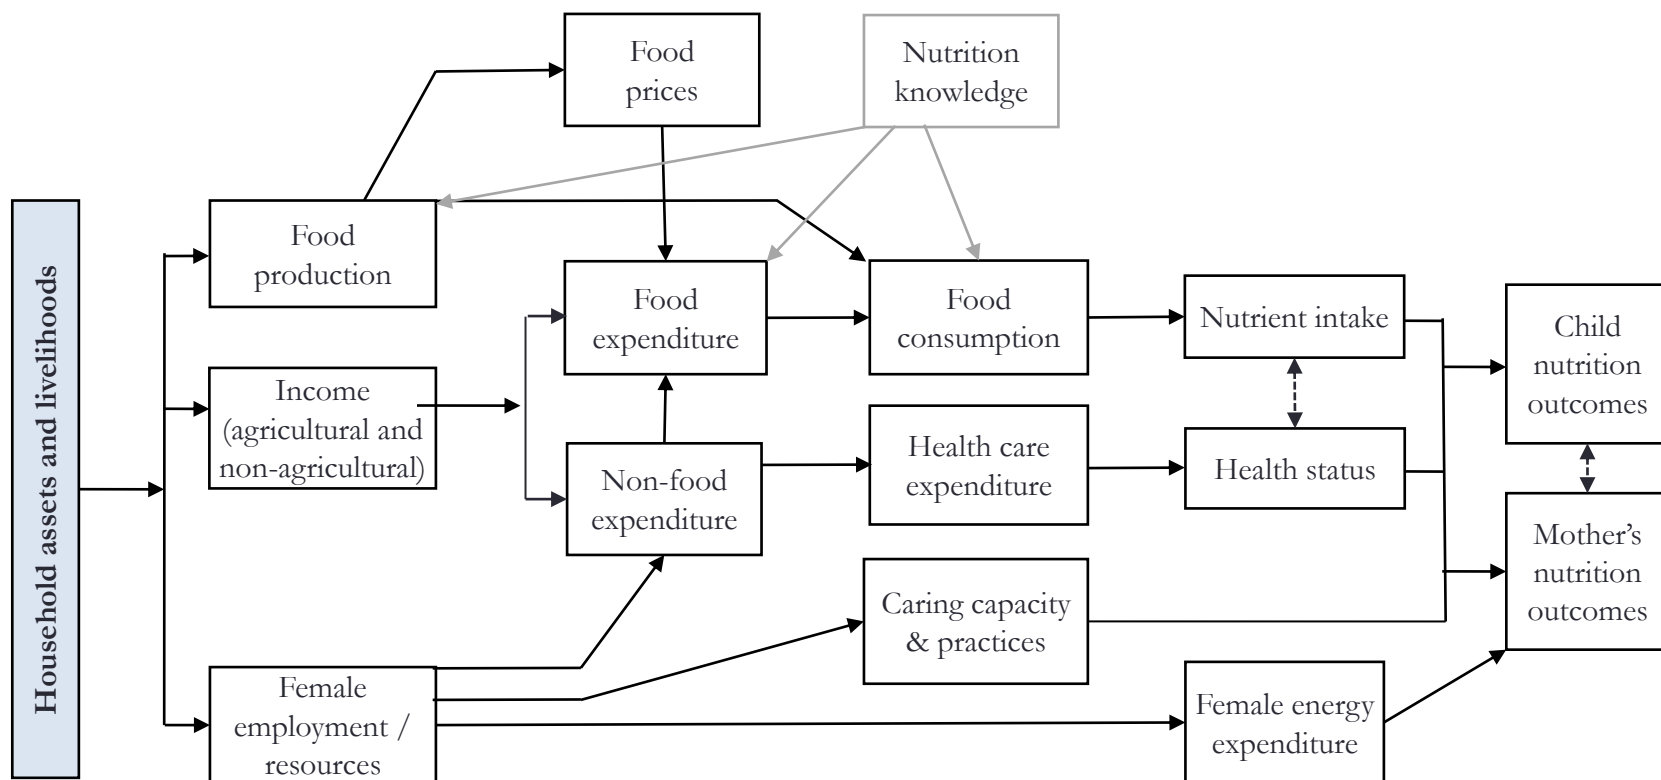 Food
prices
Nutrition
knowledge
Household assets and livelihoods
Food
production
Food
expenditure
Food
consumption
Nutrient intake
Child
nutrition
outcomes
Income
(agricultural and
non-agricultural)
Non-food
expenditure
Health care
expenditure
Health status
Mother's
nutrition
outcomes
Caring capacity
& practices
Female
employment /
resources
Female energy
expenditure